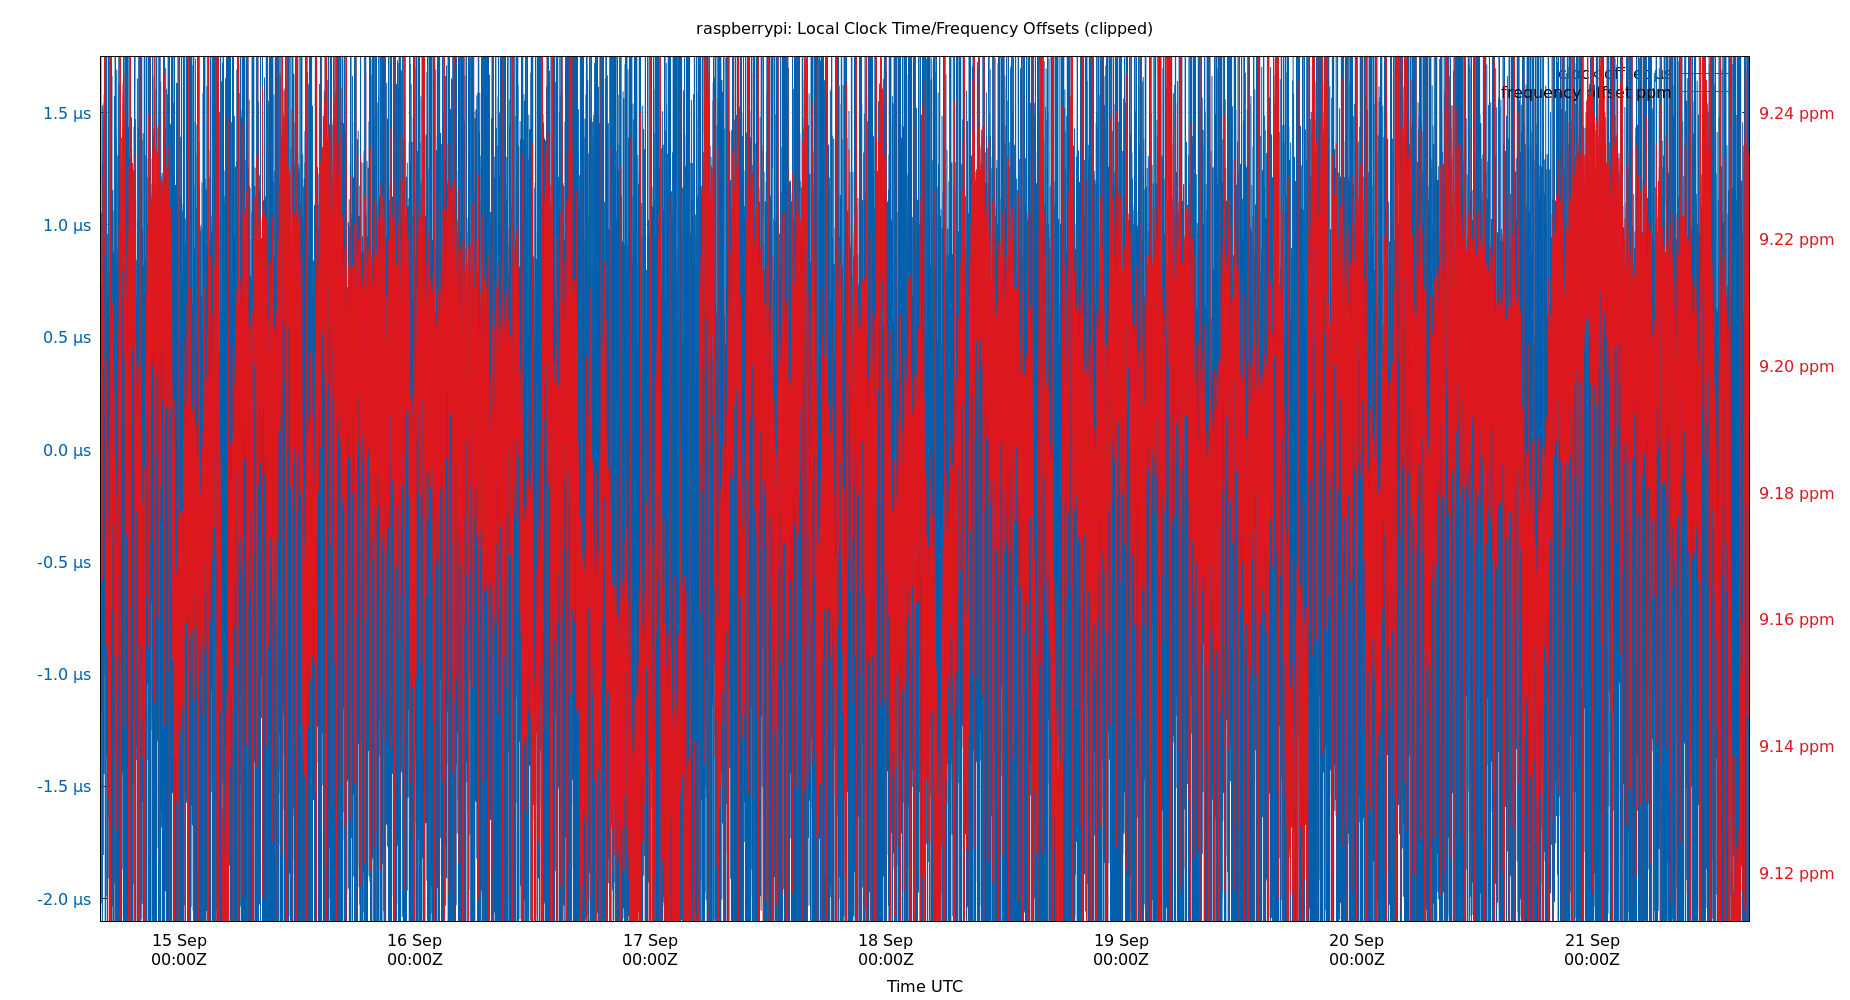 raspberrypi: Local Clock Time/Frequency Offsets (clipped)
clock offset µs
frequency offset ppm
1.5 µs
1.0 µs
0.5 µs
0.0 µs
-0.5 µs
-1.0 µs
-1.5 µs
-2.0 µs
9.24 ppm
9.22 ppm
9.20 ppm
9.18 ppm
9.16 ppm
9.14 ppm
9.12 ppm
15 Sep 16 Sep 17 Sep 18 Sep 19 Sep 20 Sep 21 Sep
00:00Z 00:00Z 00:00Z 00:00Z 00:00Z 00:00Z 00:00Z
Time UTC